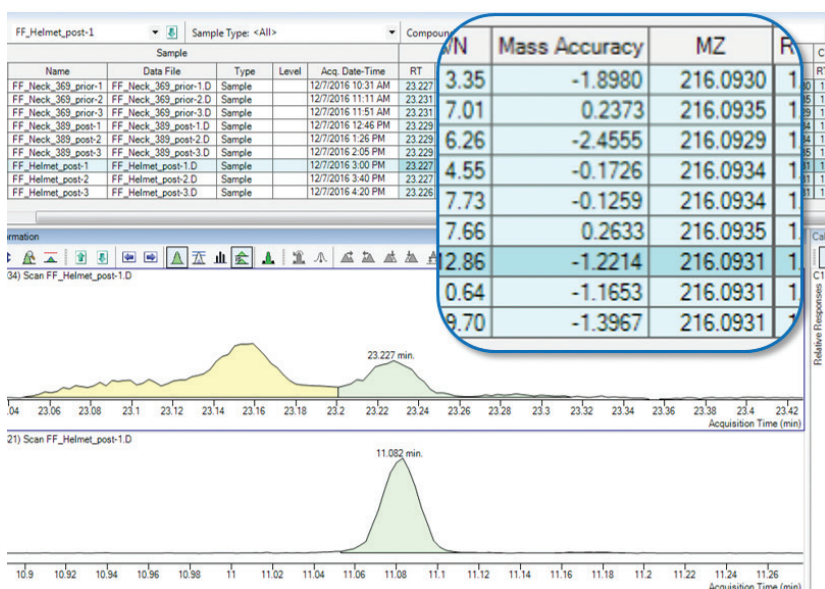 FF_Helmet_post-1 Sample Type: <All> Compound
Sample
Name Data File Type Level Acq. Date-Time RT
FF_Neck_369_prior-1 FF_Neck_369_prior-1.D Sample 12/7/2016 10:31 AM 23.227
FF_Neck_369_prior-2 FF_Neck_369_prior-2.D Sample 12/7/2016 11:11 AM 23.231
FF_Neck_369_prior-3 FF_Neck_369_prior-3.D Sample 12/7/2016 11:51 AM 23.231
FF_Neck_389_post-1 FF_Neck_389_post-1.D Sample 12/7/2016 12:46 PM 23.229
FF_Neck_389_post-2 FF_Neck_389_post-2.D Sample 12/7/2016 1:26 PM 23.229
FF_Neck_389_post-3 FF_Neck_389_post-3.D Sample 12/7/2016 2:05 PM 23.229
FF_Helmet_post-1 FF_Helmet_post-1.D Sample 12/7/2016 3:00 PM 23.227
FF_Helmet_post-2 FF_Helmet_post-2.D Sample 12/7/2016 3:40 PM 23.227
FF_Helmet_post-3 FF_Helmet_post-3.D Sample 12/7/2016 4:20 PM 23.226
/N Mass Accuracy MZ R
3.35 -1.8980 216.0930 1.
7.01 0.2373 216.0935 1.
6.26 -2.4555 216.0929 1.
4.55 -0.1726 216.0934 1.
7.73 -0.1259 216.0934 1.
7.66 0.2633 216.0935 1.
12.86 -1.2214 216.0931 1.
0.64 -1.1653 216.0931 1.
9.70 -1.3967 216.0931 1.
rmation Cal
34) Scan FF_Helmet_post-1.D
23.227 min.
.04 23.06 23.08 23.1 23.12 23.14 23.16 23.18 23.2 23.22 23.24 23.26 23.28 23.3 23.32 23.34 23.36 23.38 23.4 23.42
Acquisition Time (min)
Relative Responses
21) Scan FF_Helmet_post-1.D
11.082 min.
10.9 10.92 10.94 10.96 10.98 11 11.02 11.04 11.06 11.08 11.1 11.12 11.14 11.16 11.18 11.2 11.22 11.24 11.26
Acquisition Time (min)